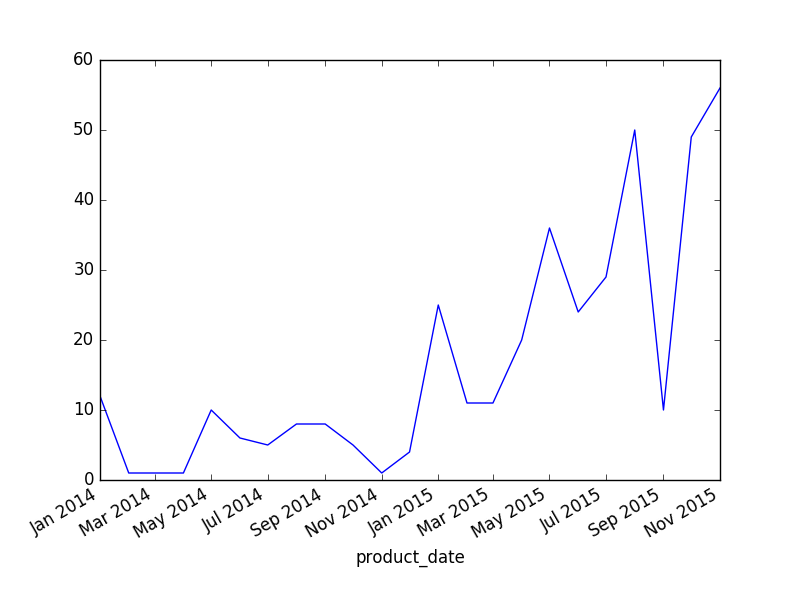 60
50
40
30
20
10
0
Jan 2014
Mar 2014
May 2014
Jul 2014
Sep 2014
Nov 2014
Jan 2015
Mar 2015
May 2015
Jul 2015
Sep 2015
Nov 2015
product_date